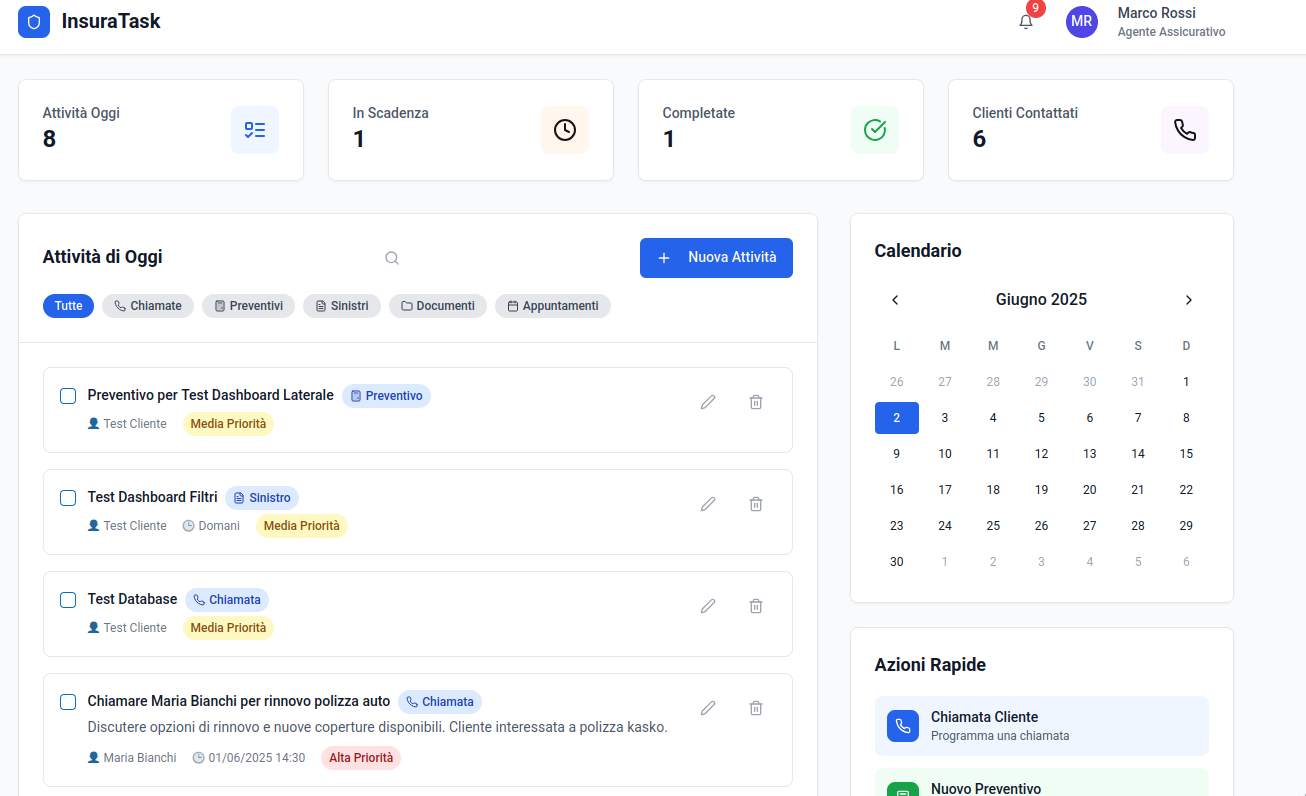 InsuraTask
9
MR
Marco Rossi
Agente Assicurativo
Attività Oggi
8
In Scadenza
1
Completate
1
Clienti Contattati
6
Attività di Oggi
Nuova Attività
Tutte Chiamate Preventivi Sinistri Documenti Appuntamenti
Preventivo per Test Dashboard Laterale Preventivo
Test Cliente Media Priorità
Test Dashboard Filtri Sinistro
Test Cliente Domani Media Priorità
Test Database Chiamata
Test Cliente Media Priorità
Chiamare Maria Bianchi per rinnovo polizza auto Chiamata
Discutere opzioni di rinnovo e nuove coperture disponibili. Cliente interessata a polizza kasko.
Maria Bianchi 01/06/2025 14:30 Alta Priorità
Calendario
Giugno 2025
L M M G V S D
26 27 28 29 30 31 1
2 3 4 5 6 7 8
9 10 11 12 13 14 15
16 17 18 19 20 21 22
23 24 25 26 27 28 29
30 1 2 3 4 5 6
Azioni Rapide
Chiamata Cliente
Programma una chiamata
Nuovo Preventivo